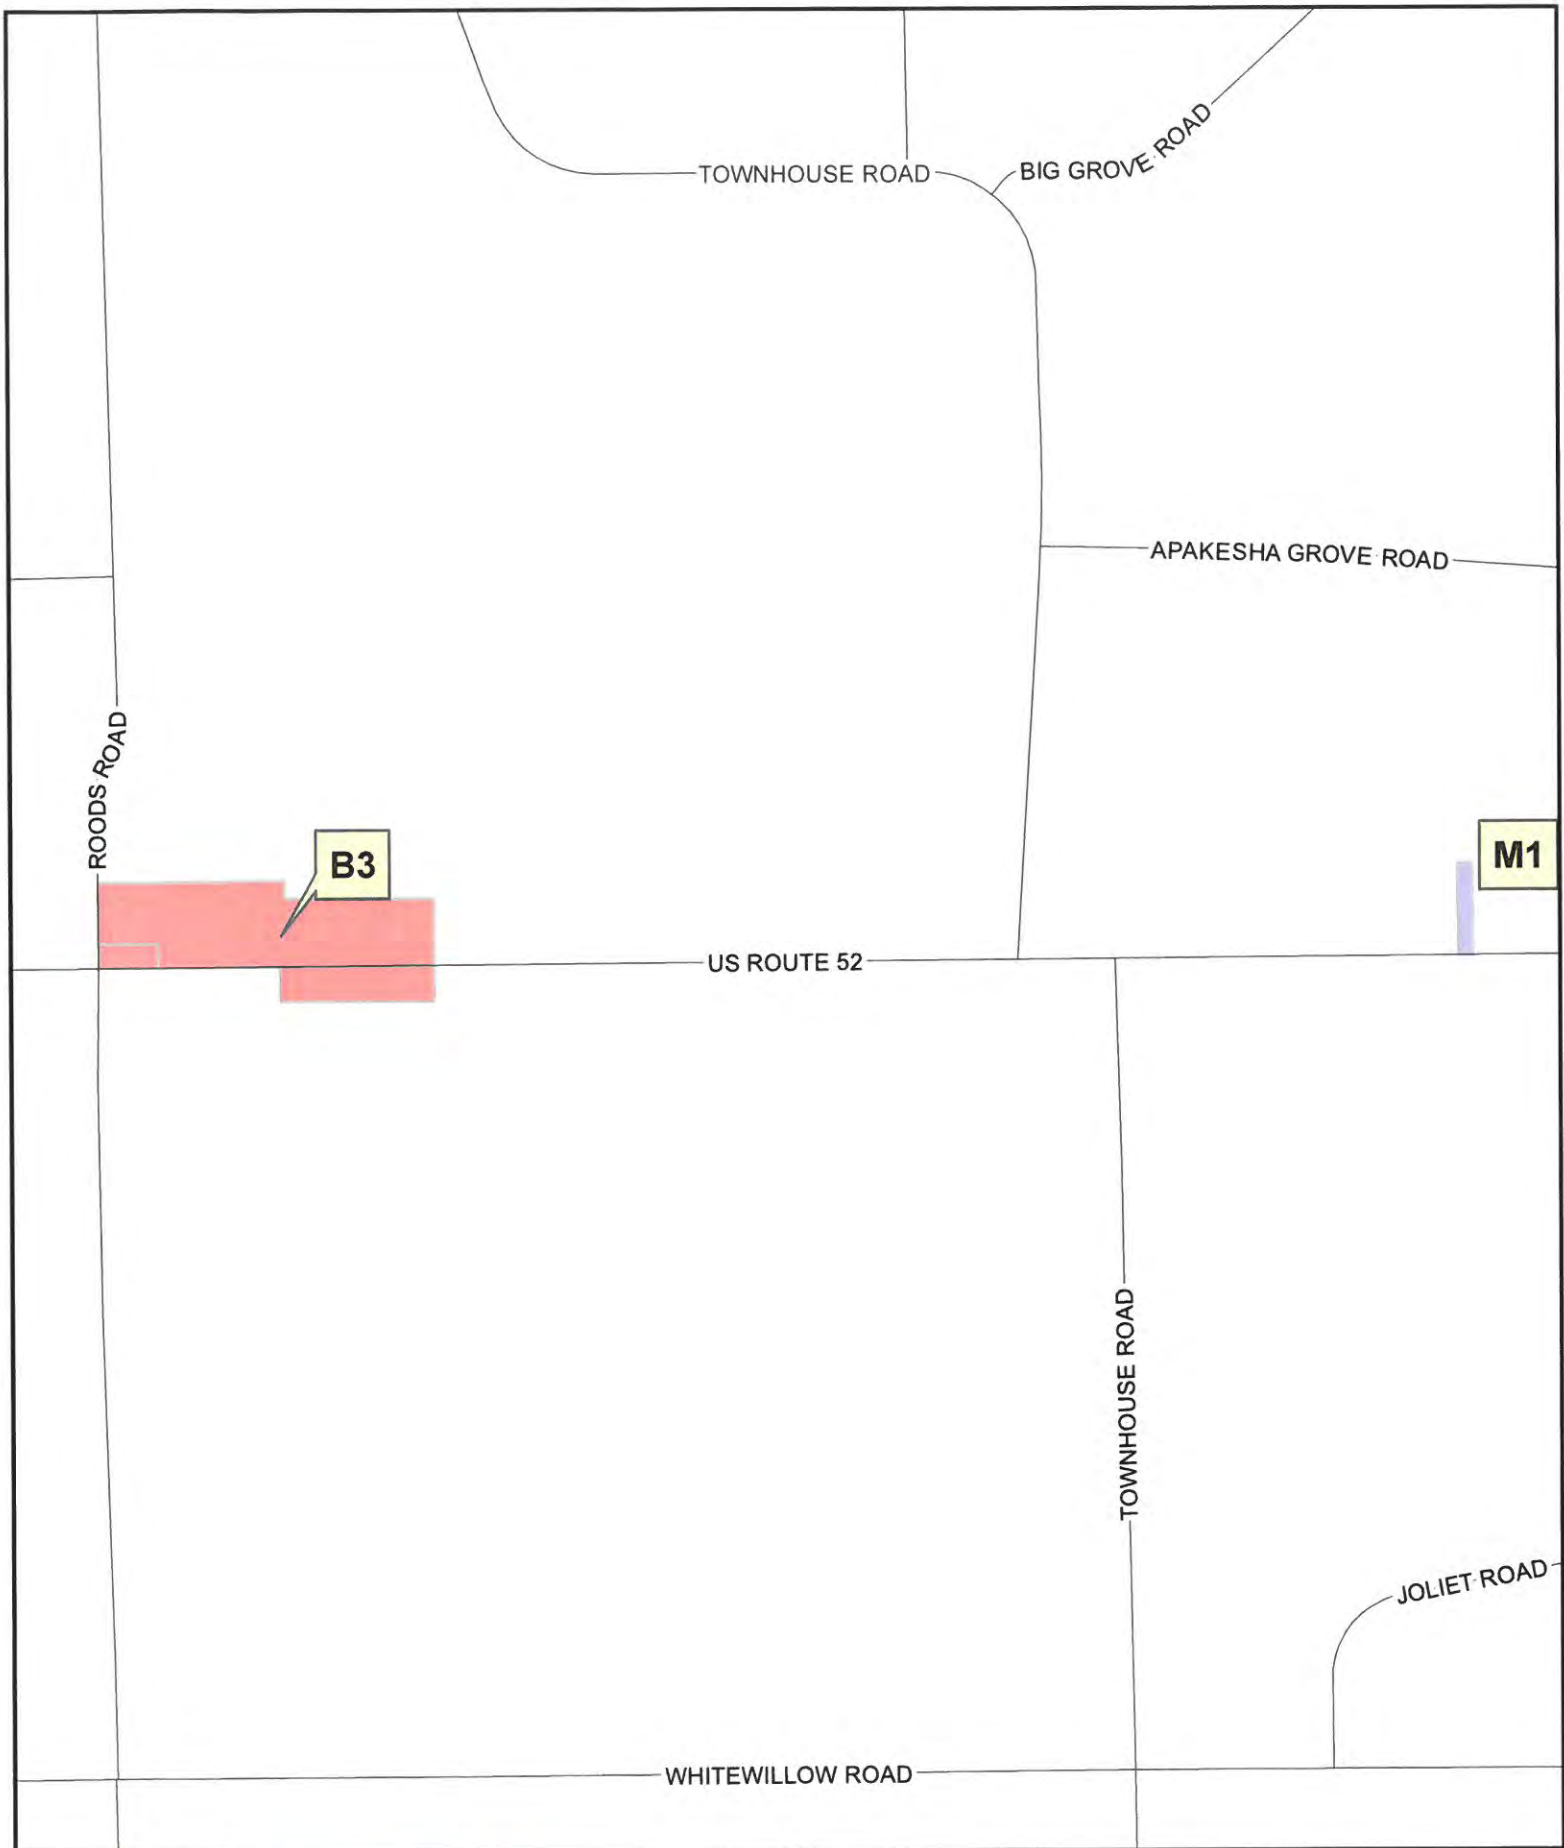 TOWNHOUSE ROAD
BIG GROVE ROAD
APAKESHA GROVE ROAD
ROODS ROAD
B3
M1
US ROUTE 52
TOWNHOUSE ROAD
JOLIET ROAD
WHITEWILLOW ROAD